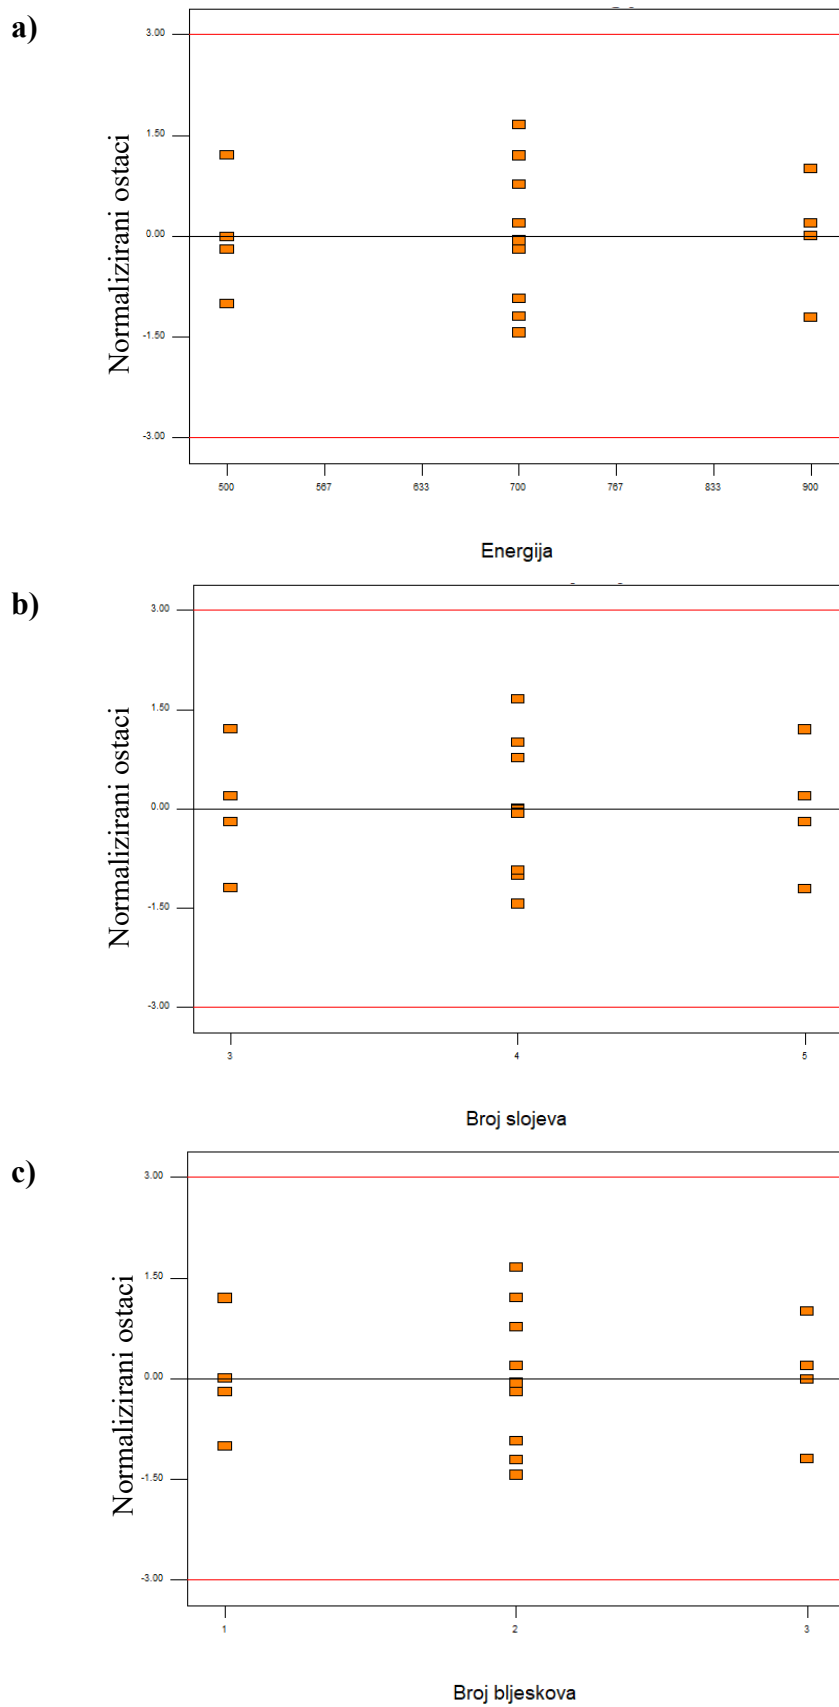 a)
3.00
1.50
0.00
-1.50
-3.00
Normalizirani ostaci
500 567 633 700 767 833 900
Energija
b)
3.00
1.50
0.00
-1.50
-3.00
Normalizirani ostaci
3 4 5
Broj slojeva
c)
3.00
1.50
0.00
-1.50
-3.00
Normalizirani ostaci
1 2 3
Broj bljeskova